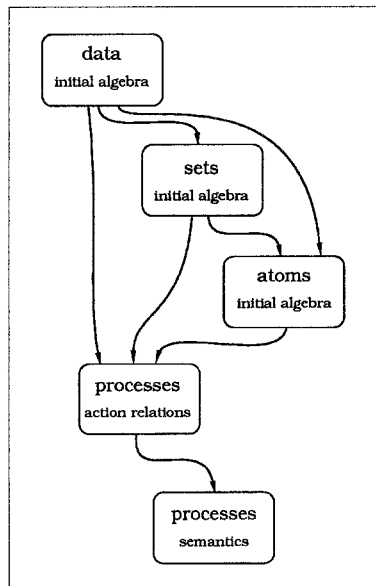 data
initial algebra
sets
initial algebra
atoms
initial algebra
processes
action relations
processes
semantics